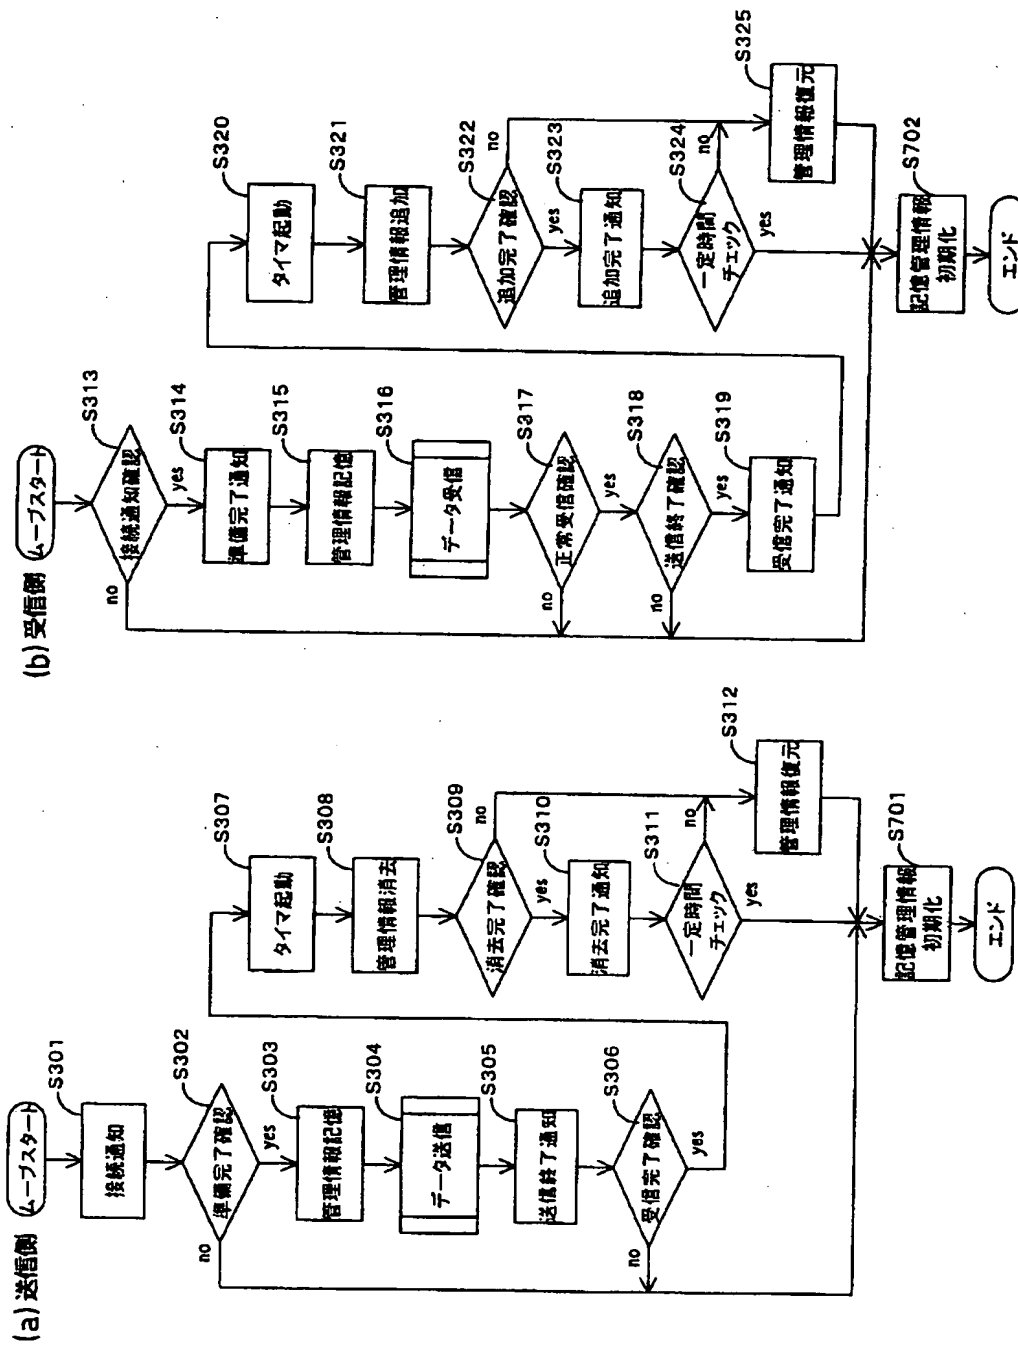 (a) 送信側
ムーブスタート
S301
接続通知
S302
準備完了確認
no
yes
S303
管理情報記憶
S304
データ送信
S305
送信終了通知
S306
受信完了確認
no
yes
S307
タイマ起動
S308
管理情報消去
S309
消去完了確認
no
yes
S310
消去完了通知
S311
一定時間
チェック
no
yes
S312
管理情報復元
S701
記憶管理情報
初期化
エンド
(b) 受信側
ムーブスタート
S313
接続通知確認
no
yes
S314
準備完了通知
S315
管理情報記憶
S316
データ受信
S317
正常受信確認
no
yes
S318
送信終了確認
no
yes
S319
受信完了通知
S320
タイマ起動
S321
管理情報追加
S322
追加完了確認
no
yes
S323
追加完了通知
S324
一定時間
チェック
no
yes
S325
管理情報復元
S702
記憶管理情報
初期化
エンド